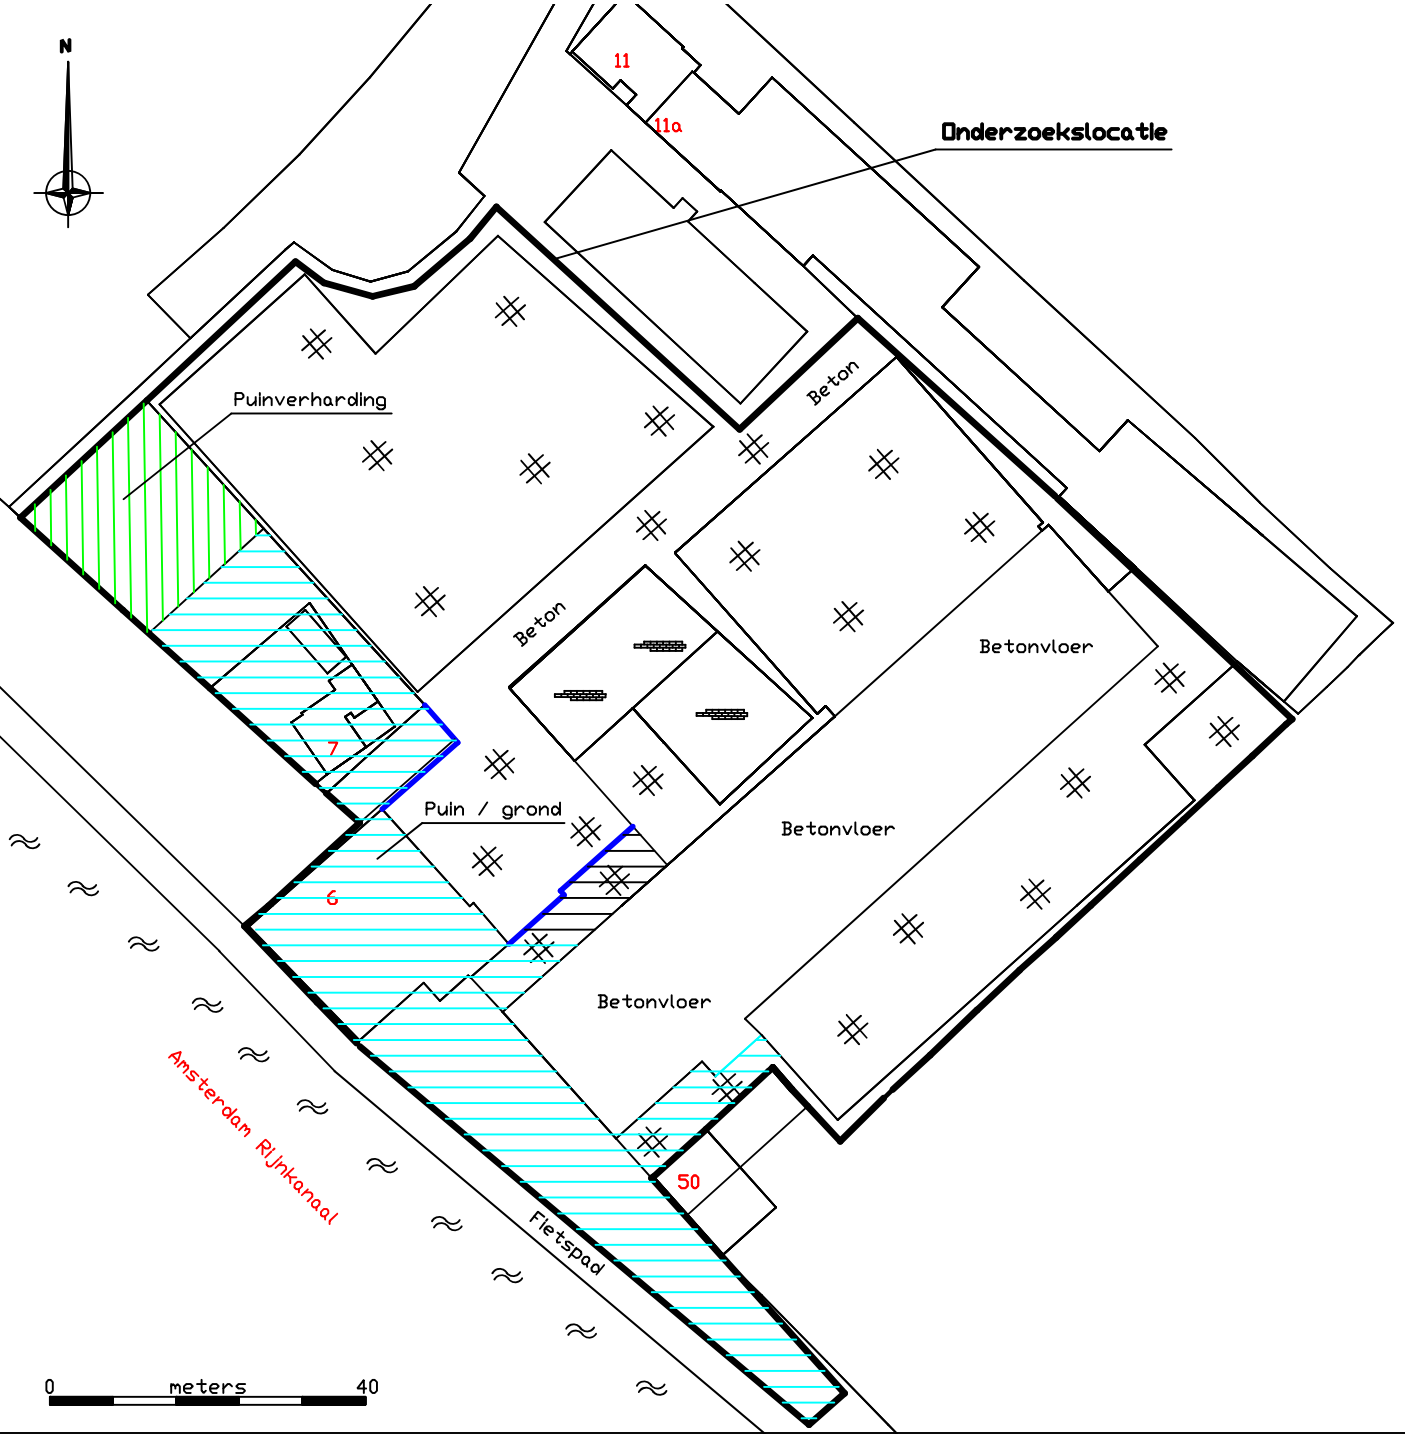 N
11
11a
Onderzoekslocatie
Beton
Puinverharding
Beton
Betonvloer
7
Puin / grond
Betonvloer
6
Betonvloer
Amsterdam Rijnkanaal
50
Fietspad
0 meters 40